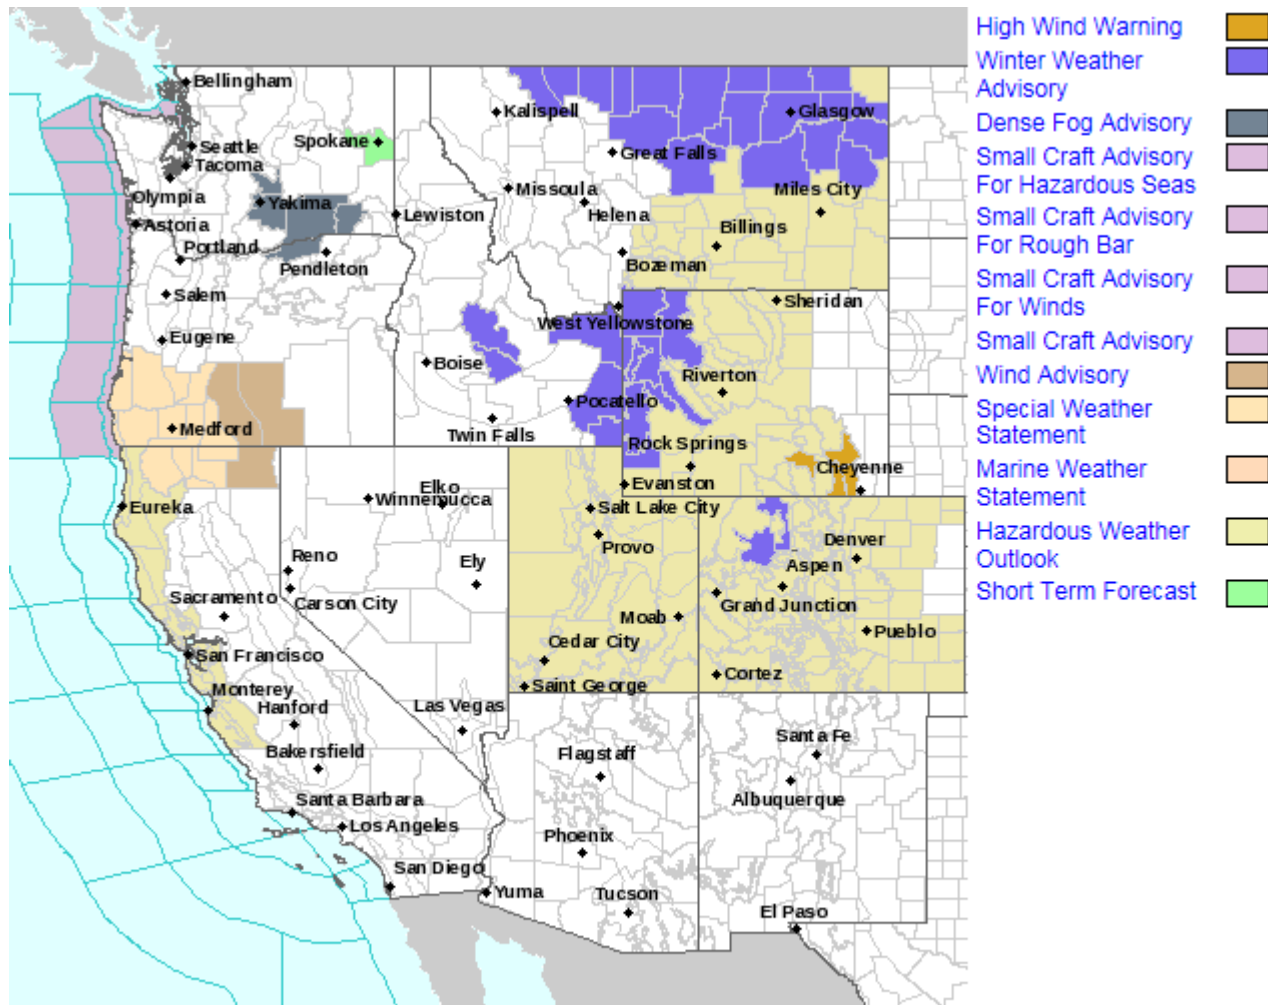 Bellingham
Kalispell
Glasgow
Spokane
Seattle
Great Falls
Tacoma
Missoula
Miles City
Olympia
Yakima
Lewiston
Helena
Astoria
Billings
Portland
Pendleton
Bozeman
Salem
Sheridan
West Yellowstone
Eugene
Boise
Riverton
Pocatello
Medford
Twin Falls
Rock Springs
Cheyenne
Evanston
Elko
Winnemucca
Eureka
Salt Lake City
Provo
Denver
Reno
Ely
Aspen
Sacramento
Carson City
Grand Junction
Moab
Pueblo
Cedar City
San Francisco
Cortez
Saint George
Monterey
Hanford
Las Vegas
Bakersfield
Flagstaff
Santa Fe
Santa Barbara
Albuquerque
Los Angeles
Phoenix
San Diego
Yuma
Tucson
El Paso
High Wind Warning
Winter Weather
Advisory
Dense Fog Advisory
Small Craft Advisory
For Hazardous Seas
Small Craft Advisory
For Rough Bar
Small Craft Advisory
For Winds
Small Craft Advisory
Wind Advisory
Special Weather
Statement
Marine Weather
Statement
Hazardous Weather
Outlook
Short Term Forecast